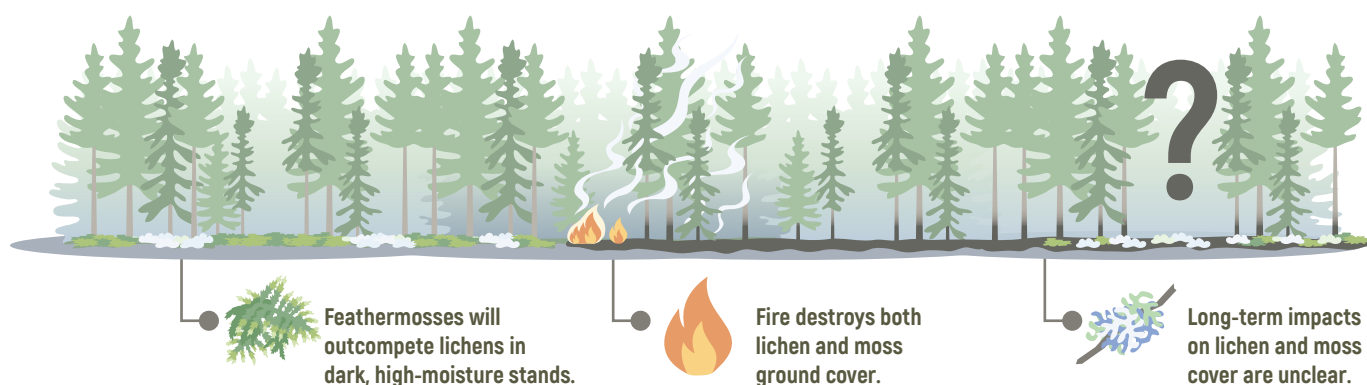 ?
Feathermosses will
outcompete lichens in
dark, high-moisture stands.
Fire destroys both
lichen and moss
ground cover.
Long-term impacts
on lichen and moss
cover are unclear.